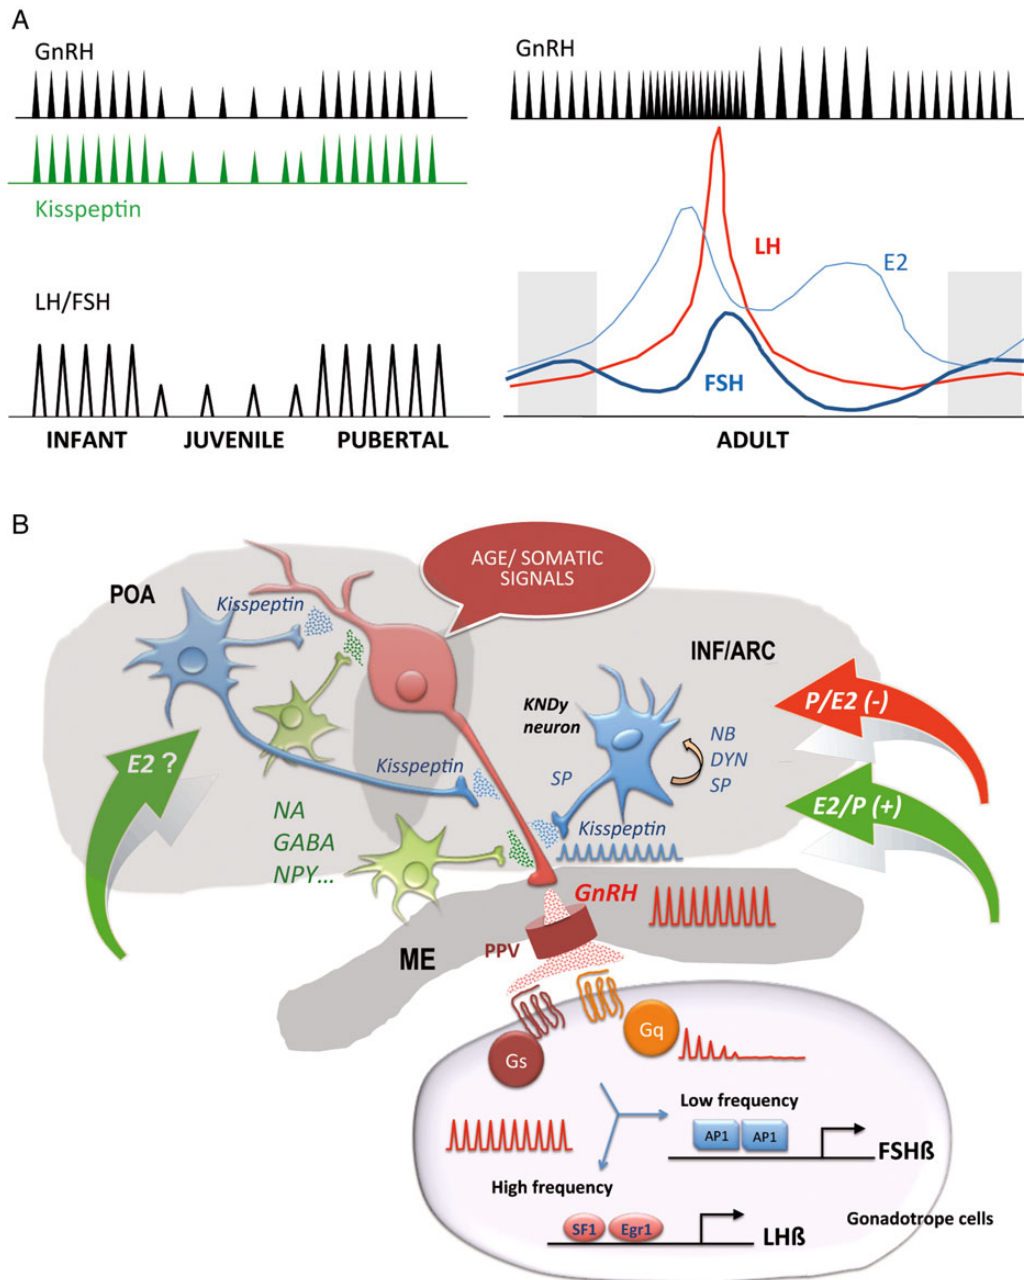 A
GnRH
Kisspeptin
LH/FSH
INFANT JUVENILE PUBERTAL
GnRH
LH
E2
FSH
ADULT
B
AGE/ SOMATIC
SIGNALS
POA
Kisspeptin
INF/ARC
KNDy
neuron
P/E2 (-)
NB
DYN
SP
E2 ?
Kisspeptin
SP
E2/P (+)
NA
GABA
NPY...
Kisspeptin
GnRH
ME
PPV
Gs
Gq
Low frequency
AP1 AP1
FSHß
High frequency
SF1 Egr1
LHß
Gonadotrope cells